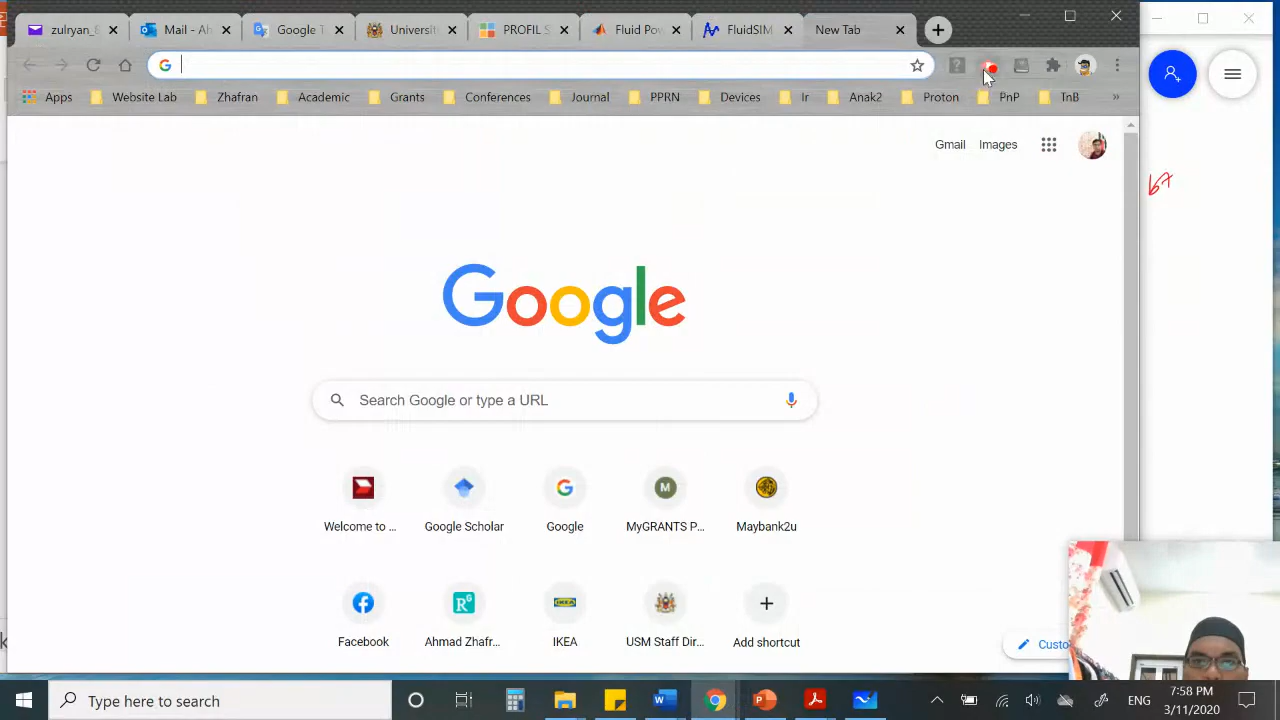 zulryan_
Mail - Ah
Google T
Universit
PROFIL S
Fluid Pow
FluidSIM
New Tab
Apps
Website Lab
Zhafran
Academic
Grants
Conferences
Journal
PPRN
Devices
Ir
Anak2
Proton
PnP
TnB
»
Gmail
Images
Google
Search Google or type a URL
Welcome to ...
Google Scholar
Google
MyGRANTS P...
Maybank2u
Facebook
Ahmad Zhafr...
IKEA
USM Staff Dir...
Add shortcut
Custo
Type here to search
ENG
7:58 PM
3/11/2020